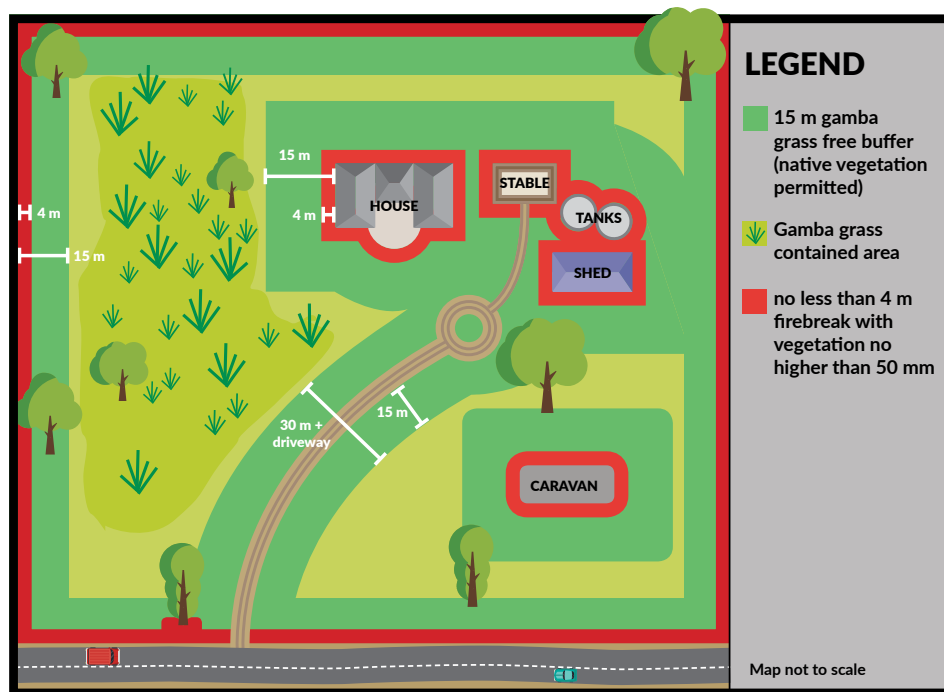 LEGEND
15 m gamba
grass free buffer
(native vegetation
permitted)
Gamba grass
contained area
no less than 4 m
firebreak with
vegetation no
higher than 50 mm
Map not to scale
15 m
4 m
HOUSE
STABLE
TANKS
SHED
4 m
15 m
30 m +
driveway
15 m
CARAVAN